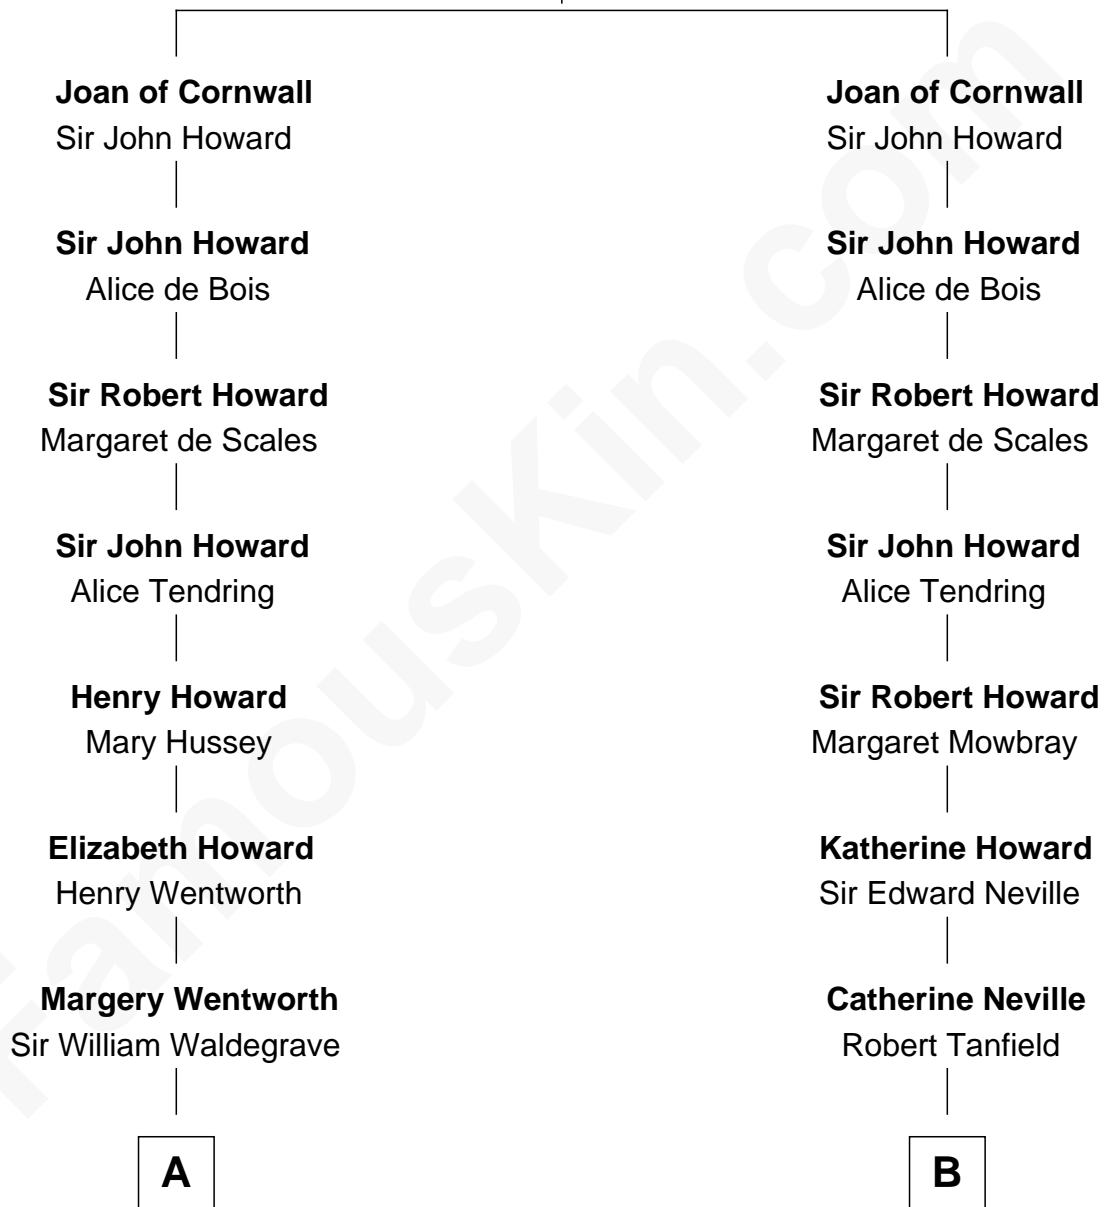 Joan of Cornwall
Sir John Howard
Sir John Howard
Alice de Bois
Sir Robert Howard
Margaret de Scales
Sir John Howard
Alice Tendring
Henry Howard
Mary Hussey
Elizabeth Howard
Henry Wentworth
Margery Wentworth
Sir William Waldegrave
A
Joan of Cornwall
Sir John Howard
Sir John Howard
Alice de Bois
Sir Robert Howard
Margaret de Scales
Sir John Howard
Alice Tendring
Sir Robert Howard
Margaret Mowbray
Katherine Howard
Sir Edward Neville
Catherine Neville
Robert Tanfield
B
FamousKin.com